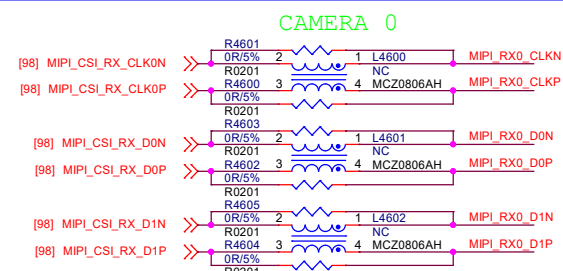 CAMERA 0
R4601
[98] MIPI_CSI_RX_CLK0N 0R/5% 2 1 L4600 MIPI_RX0_CLKN
R0201 NC
[98] MIPI_CSI_RX_CLK0P R4600 3 4 MCZ0806AH MIPI_RX0_CLKP
0R/5%
R0201
R4603
[98] MIPI_CSI_RX_D0N 0R/5% 2 1 L4601 MIPI_RX0_D0N
R0201 NC
[98] MIPI_CSI_RX_D0P R4602 3 4 MCZ0806AH MIPI_RX0_D0P
0R/5%
R0201
R4605
[98] MIPI_CSI_RX_D1N 0R/5% 2 1 L4602 MIPI_RX0_D1N
R0201 NC
[98] MIPI_CSI_RX_D1P R4604 3 4 MCZ0806AH MIPI_RX0_D1P
0R/5%
R0201